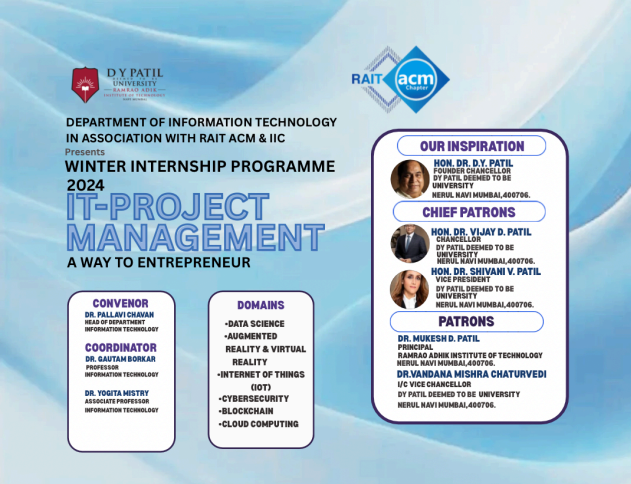 D Y PATIL
UNIVERSITY
RAMRAO ADIK
INSTITUTE OF TECHNOLOGY
NAVI MUMBAI
RAIT
acm
Chapter
DEPARTMENT OF INFORMATION TECHNOLOGY
IN ASSOCIATION WITH RAIT ACM & IIC
Presents
WINTER INTERNSHIP PROGRAMME
2024
IT-PROJECT
MANAGEMENT
A WAY TO ENTREPRENEUR
CONVENOR
DR. PALLAVI CHAVAN
HEAD OF DEPARTMENT
INFORMATION TECHNOLOGY
COORDINATOR
DR. GAUTAM BORKAR
PROFESSOR
INFORMATION TECHNOLOGY
DR. YOGITA MISTRY
ASSOCIATE PROFESSOR
INFORMATION TECHNOLOGY
DOMAINS
•DATA SCIENCE
•AUGMENTED
REALITY & VIRTUAL
REALITY
•INTERNET OF THINGS
(IOT)
•CYBERSECURITY
•BLOCKCHAIN
•CLOUD COMPUTING
OUR INSPIRATION
HON. DR. D.Y. PATIL
FOUNDER CHANCELLOR
DY PATIL DEEMED TO BE
UNIVERSITY
NERUL NAVI MUMBAI,400706.
CHIEF PATRONS
HON. DR. VIJAY D. PATIL
CHANCELLOR
DY PATIL DEEMED TO BE
UNIVERSITY
NERUL NAVI MUMBAI,400706.
HON. DR. SHIVANI V. PATIL
VICE PRESIDENT
DY PATIL DEEMED TO BE
UNIVERSITY
NERUL NAVI MUMBAI,400706.
PATRONS
DR. MUKESH D. PATIL
PRINCIPAL
RAMRAO ADHIK INSTITUTE OF TECHNOLOGY
NERUL NAVI MUMBAI,400706.
DR.VANDANA MISHRA CHATURVEDI
I/C VICE CHANCELLOR
DY PATIL DEEMED TO BE UNIVERSITY
NERUL NAVI MUMBAI,400706.